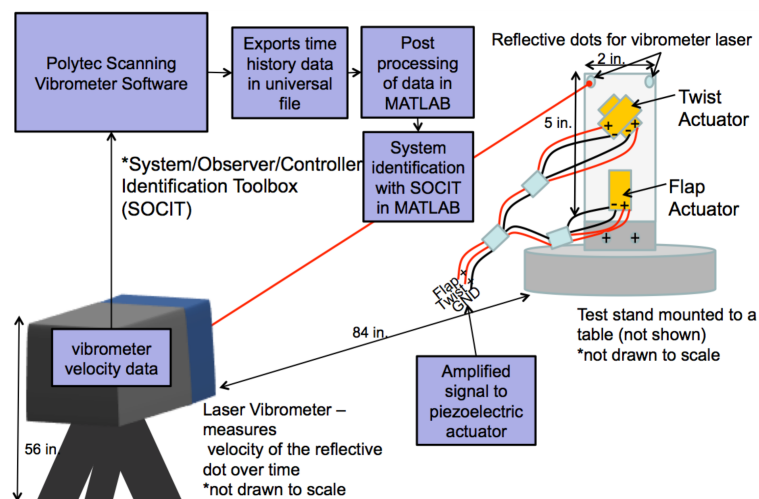 Polytec Scanning
Vibrometer Software
Exports time
history data
in universal
file
Post
processing
of data in
MATLAB
System
identification
with SOCIT
in MATLAB
*System/Observer/Controller
Identification Toolbox
(SOCIT)
Reflective dots for vibrometer laser
2 in.
5 in.
Twist
Actuator
+
-
+
Flap
Actuator
- +
+ +
Flap
Twist
GND
Test stand mounted to a
table (not shown)
*not drawn to scale
84 in.
Amplified
signal to
piezoelectric
actuator
vibrometer
velocity data
56 in.
Laser Vibrometer –
measures
velocity of the reflective
dot over time
*not drawn to scale